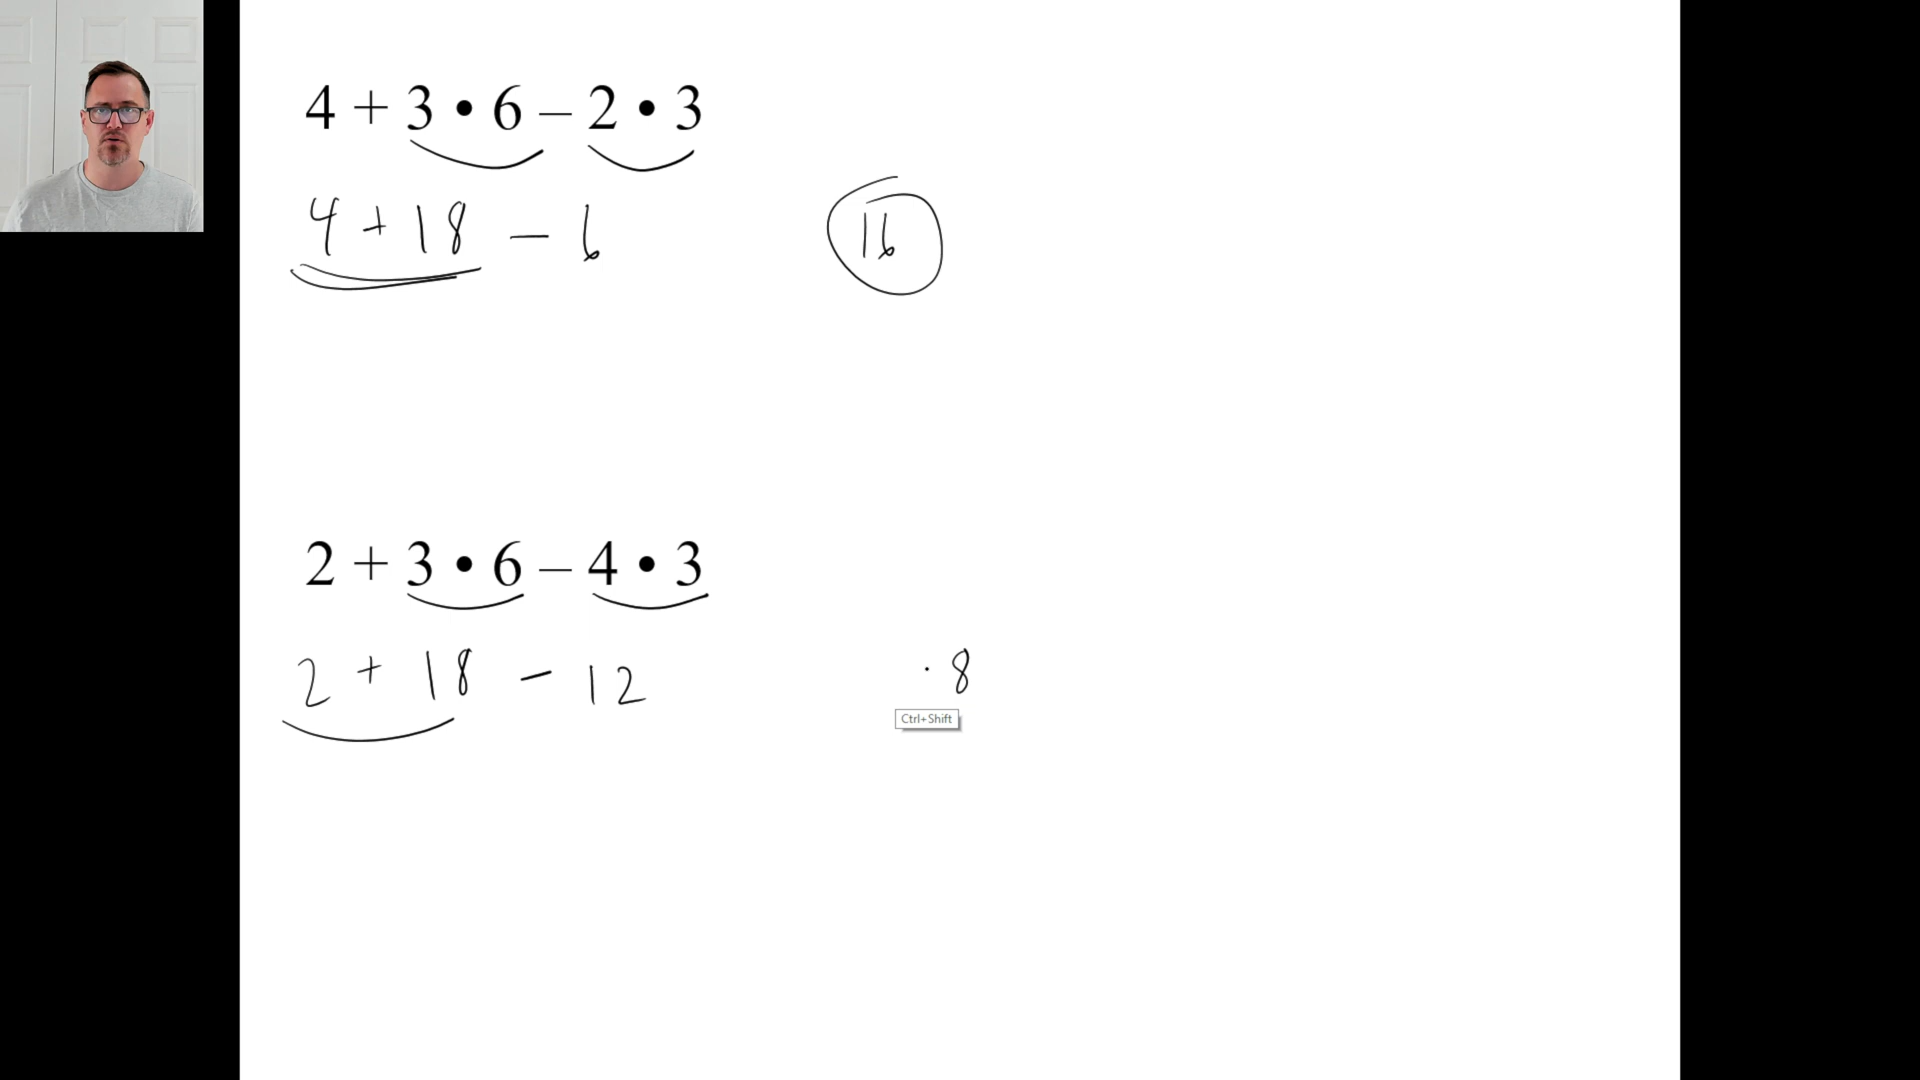 4 + 3 • 6 – 2 • 3
4 + 18 – 6 16
2 + 3 • 6 – 4 • 3
2 + 18 – 12 · 8
Ctrl+Shift